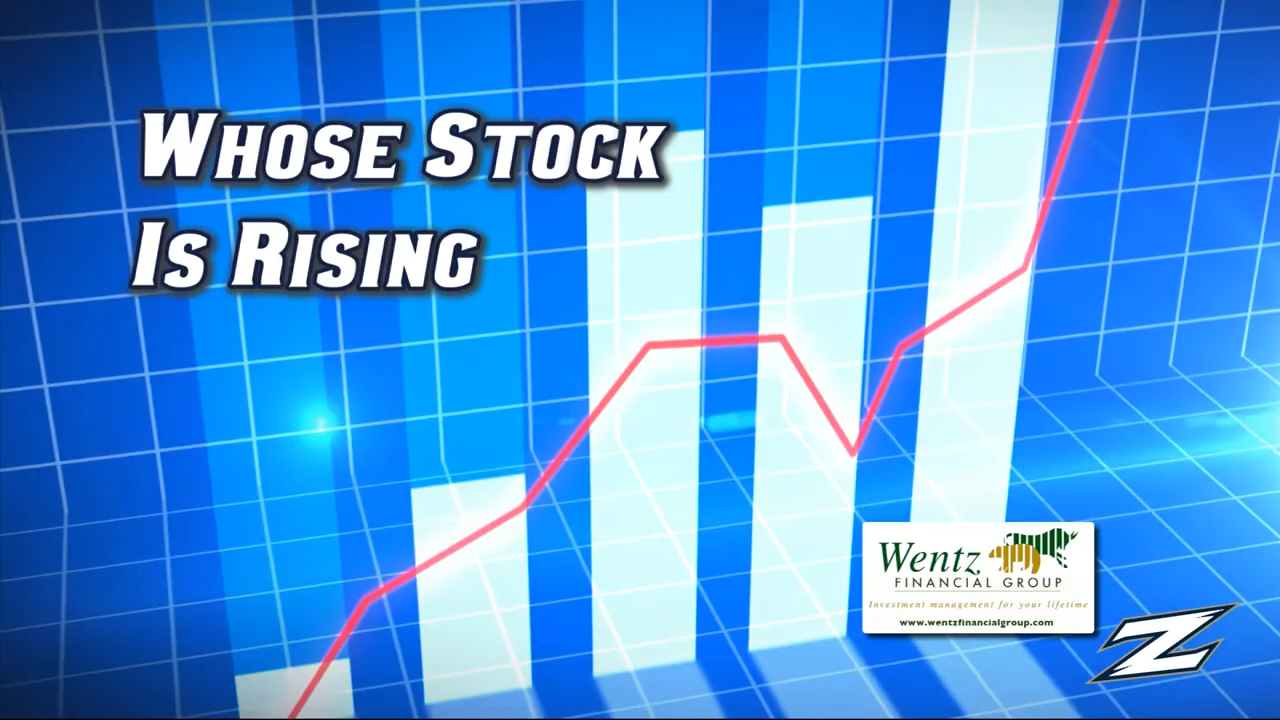 WHOSE STOCK
IS RISING
Wentz
FINANCIAL GROUP
Investment management for your lifetime
www.wentzfinancialgroup.com
Z